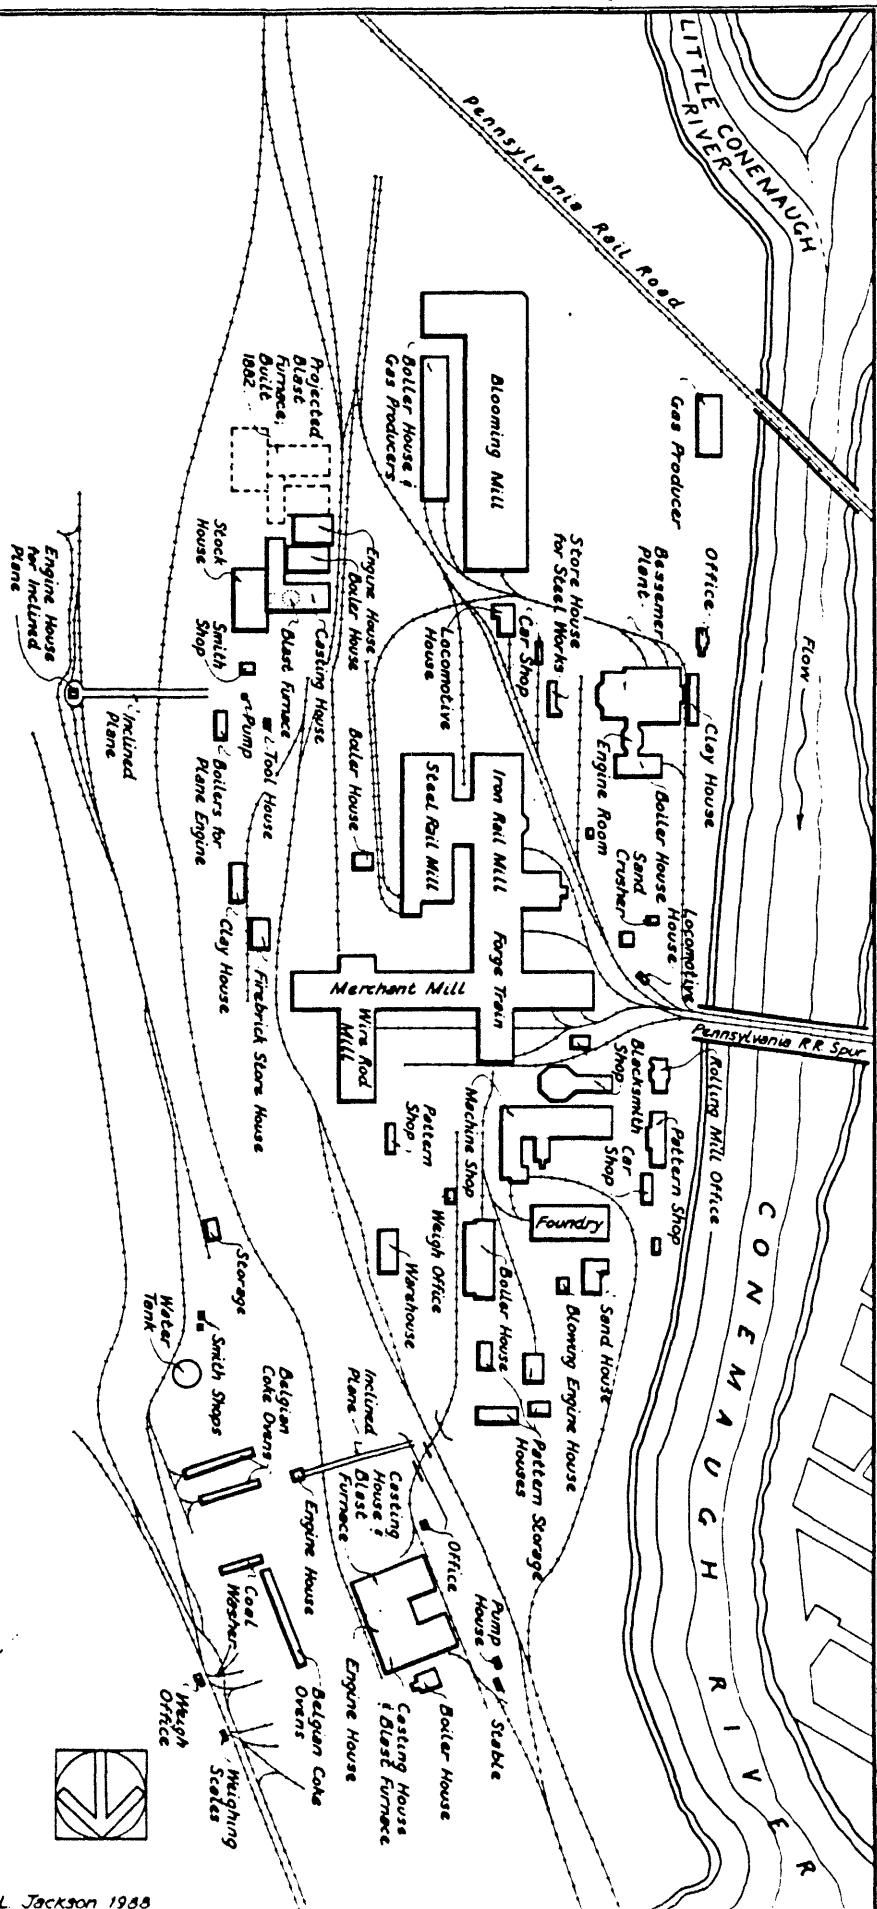 LITTLE CONEMAUGH
RIVER
Pennsylvania Rail Road
Gas Producer
FLOW
Office
Bessemer
Plant
Clay House
Blooming Mill
Boiler House &
Gas Producers
Store House
for Steel Works
Car Shop
Locomotive
House
Engine Room
Boiler House
Sand
Crusher
Locomotive
House
Projected
Blast
Furnace;
Built
1882
Engine House
Boiler House
Casting House
Blast Furnace
Stock
House
Smith
Shop
Pump
Tool House
Boiler House
Engine House
for Inclined
Plane
Inclined
Plane
Boilers for
Plane Engine
Clay House
Firebrick Store House
Steel Rail Mill
Iron Rail Mill
Forge Train
Merchant Mill
Wire Rod
Mill
Pennsylvania R.R. Spur
Rolling Mill Office
Blacksmith
Shop
Pattern Shop
Car
Shop
Machine Shop
Pattern
Shop
Weigh Office
Warehouse
Foundry
Boiler House
Sand House
Blowing Engine House
Pattern Storage
Houses
CONEMAUGH RIVER
Storage
Smith Shops
Water
Tank
Belgian
Coke Ovens
Inclined
Plane
Engine House
Casting
House &
Blast
Furnace
Office
Pump
House
Stable
Boiler House
Casting House
& Blast Furnace
Engine House
Belgian Coke
Ovens
Coal
Washer
Weigh
Office
Weighing
Scales
L. Jackson 1988